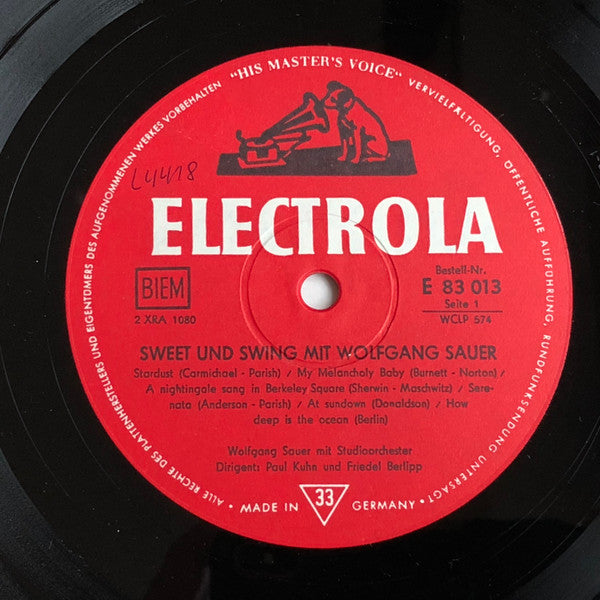 ALLE RECHTE DES PLATTENHERSTELLERS UND EIGENTÜMERS DES AUFGENOMMENEN WERKES VORBEHALTEN "HIS MASTER'S VOICE" VERVIELFÄLTIGUNG, ÖFFENTLICHE AUFFÜHRUNG, RUNDFUNKSENDUNG UNTERSAGT
L4418
ELECTROLA
BIEM
2 XRA 1080
Bestell-Nr.
E 83 013
Seite 1
WCLP 574
SWEET UND SWING MIT WOLFGANG SAUER
Stardust (Carmichael - Parish) / My Melancholy Baby (Burnett - Norton) /
A nightingale song in Berkeley Square (Sherwin - Maschwitz) / Sere-
nata (Anderson - Parish) / At sundown (Donaldson) / How
deep is the ocean (Berlin)
Wolfgang Sauer mit Studioorchester
Dirigent: Paul Kuhn und Friedel Berlipp
MADE IN 33 GERMANY